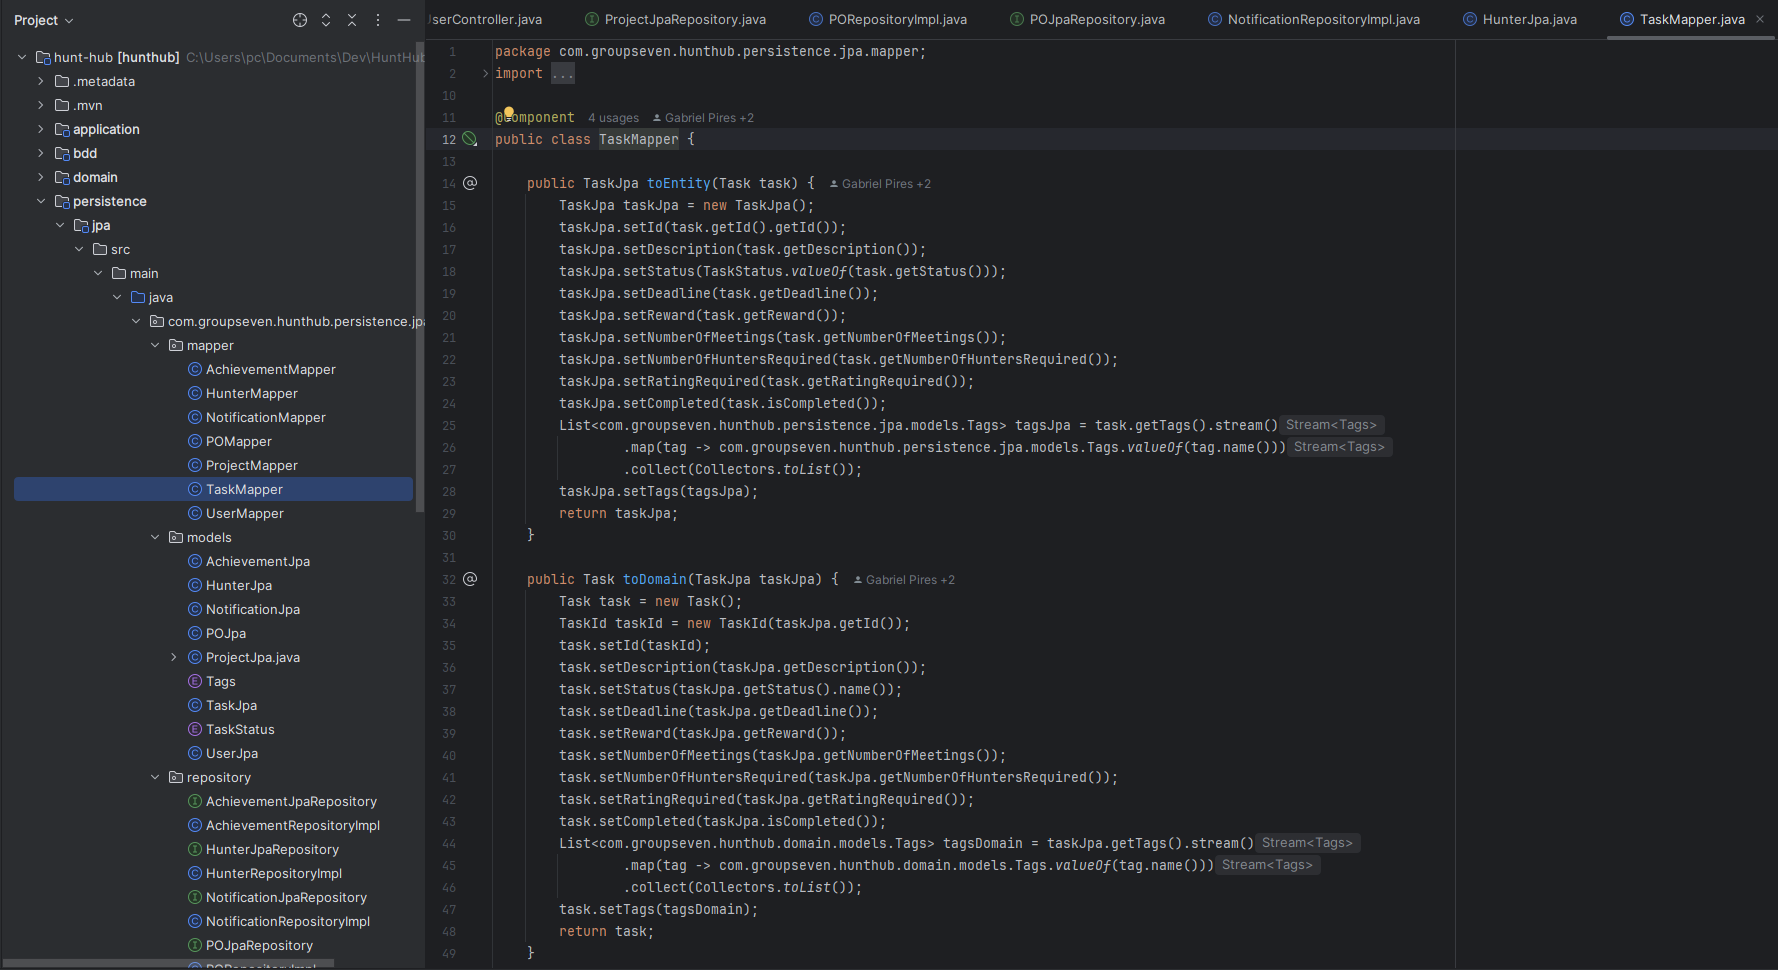 Project
hunt-hub [hunthub] C:\Users\pc\Documents\Dev\HuntHub
.metadata
.mvn
application
bdd
domain
persistence
jpa
src
main
java
com.groupseven.hunthub.persistence.jpa
mapper
AchievementMapper
HunterMapper
NotificationMapper
POMapper
ProjectMapper
TaskMapper
UserMapper
models
AchievementJpa
HunterJpa
NotificationJpa
POJpa
ProjectJpa.java
Tags
TaskJpa
TaskStatus
UserJpa
repository
AchievementJpaRepository
AchievementRepositoryImpl
HunterJpaRepository
HunterRepositoryImpl
NotificationJpaRepository
NotificationRepositoryImpl
POJpaRepository
PORepositoryImpl
UserController.java ProjectJpaRepository.java PORepositoryImpl.java POJpaRepository.java NotificationRepositoryImpl.java HunterJpa.java TaskMapper.java
1 package com.groupseven.hunthub.persistence.jpa.mapper;
2 import ...
10
11 @Component 4 usages Gabriel Pires +2
12 public class TaskMapper {
13
14 public TaskJpa toEntity(Task task) { Gabriel Pires +2
15 TaskJpa taskJpa = new TaskJpa();
16 taskJpa.setId(task.getId().getId());
17 taskJpa.setDescription(task.getDescription());
18 taskJpa.setStatus(TaskStatus.valueOf(task.getStatus()));
19 taskJpa.setDeadline(task.getDeadline());
20 taskJpa.setReward(task.getReward());
21 taskJpa.setNumberOfMeetings(task.getNumberOfMeetings());
22 taskJpa.setNumberOfHuntersRequired(task.getNumberOfHuntersRequired());
23 taskJpa.setRatingRequired(task.getRatingRequired());
24 taskJpa.setCompleted(task.isCompleted());
25 List<com.groupseven.hunthub.persistence.jpa.models.Tags> tagsJpa = task.getTags().stream() Stream<Tags>
26 .map(tag -> com.groupseven.hunthub.persistence.jpa.models.Tags.valueOf(tag.name())) Stream<Tags>
27 .collect(Collectors.toList());
28 taskJpa.setTags(tagsJpa);
29 return taskJpa;
30 }
31
32 public Task toDomain(TaskJpa taskJpa) { Gabriel Pires +2
33 Task task = new Task();
34 TaskId taskId = new TaskId(taskJpa.getId());
35 task.setId(taskId);
36 task.setDescription(taskJpa.getDescription());
37 task.setStatus(taskJpa.getStatus().name());
38 task.setDeadline(taskJpa.getDeadline());
39 task.setReward(taskJpa.getReward());
40 task.setNumberOfMeetings(taskJpa.getNumberOfMeetings());
41 task.setNumberOfHuntersRequired(taskJpa.getNumberOfHuntersRequired());
42 task.setRatingRequired(taskJpa.getRatingRequired());
43 task.setCompleted(taskJpa.isCompleted());
44 List<com.groupseven.hunthub.domain.models.Tags> tagsDomain = taskJpa.getTags().stream() Stream<Tags>
45 .map(tag -> com.groupseven.hunthub.domain.models.Tags.valueOf(tag.name())) Stream<Tags>
46 .collect(Collectors.toList());
47 task.setTags(tagsDomain);
48 return task;
49 }